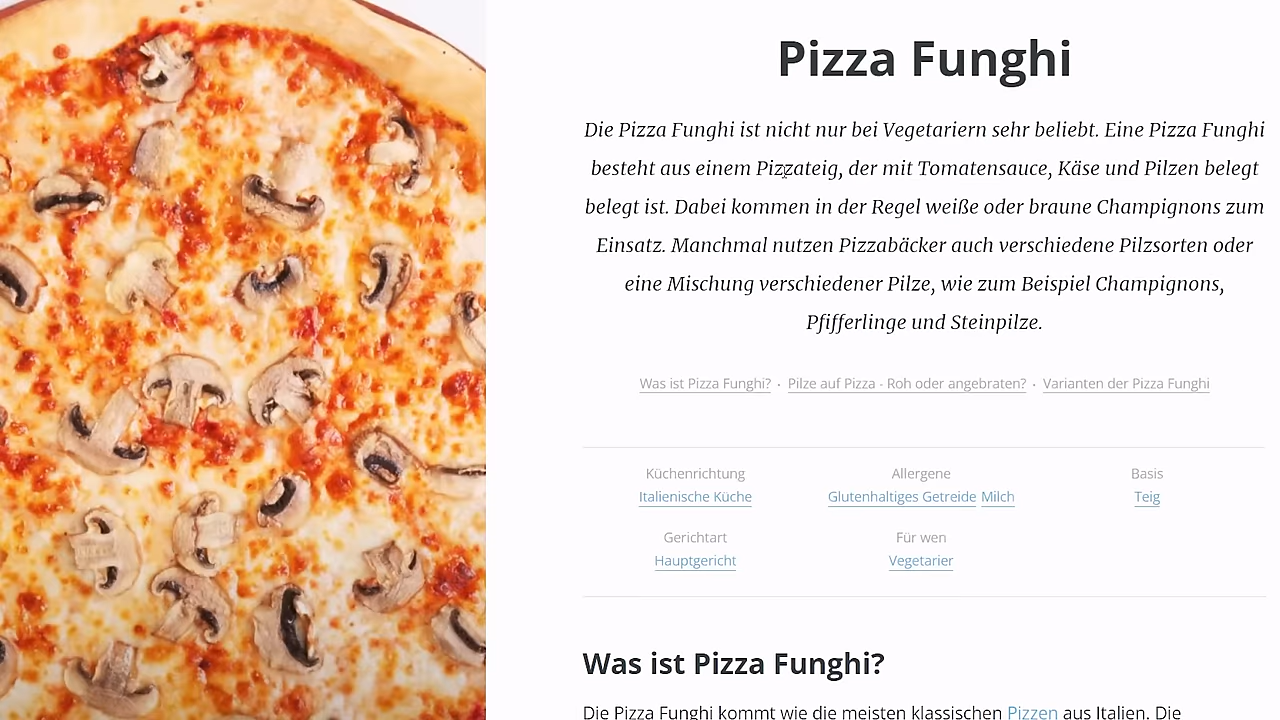 Pizza Funghi
Die Pizza Funghi ist nicht nur bei Vegetariern sehr beliebt. Eine Pizza Funghi
besteht aus einem Pizzateig, der mit Tomatensauce, Käse und Pilzen belegt
belegt ist. Dabei kommen in der Regel weiße oder braune Champignons zum
Einsatz. Manchmal nutzen Pizzabäcker auch verschiedene Pilzsorten oder
eine Mischung verschiedener Pilze, wie zum Beispiel Champignons,
Pfifferlinge und Steinpilze.
Was ist Pizza Funghi? · Pilze auf Pizza - Roh oder angebraten? · Varianten der Pizza Funghi
Küchenrichtung Allergene Basis
Italienische Küche Glutenhaltiges Getreide Milch Teig
Gerichtart Für wen
Hauptgericht Vegetarier
Was ist Pizza Funghi?
Die Pizza Funghi kommt wie die meisten klassischen Pizzen aus Italien. Die